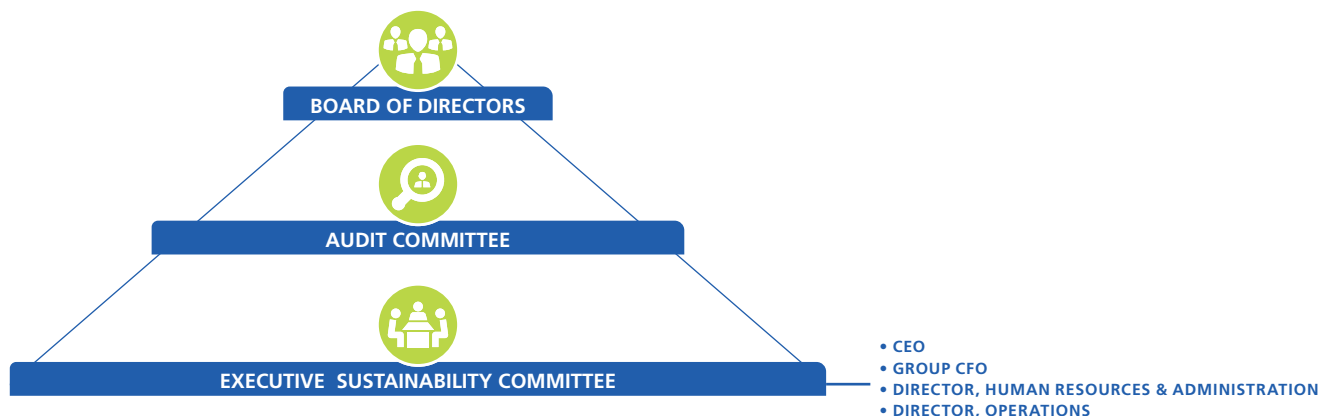 BOARD OF DIRECTORS
AUDIT COMMITTEE
EXECUTIVE SUSTAINABILITY COMMITTEE
• CEO
• GROUP CFO
• DIRECTOR, HUMAN RESOURCES & ADMINISTRATION
• DIRECTOR, OPERATIONS